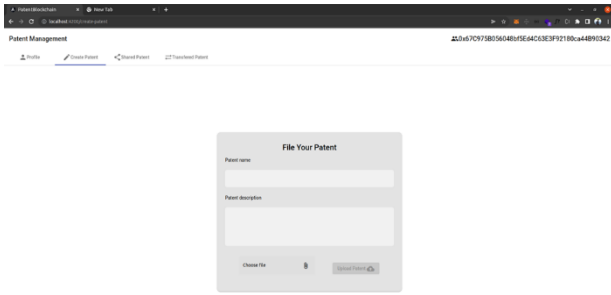 PatentBlockchain
New Tab
Patent Management
0x67C975B056048bf5Ed4C63E3F92180ca44B90342
Profile
Create Patent
Shared Patent
Transfered Patent
File Your Patent
Patent name:
Patent description
Choose file
Upload Patent